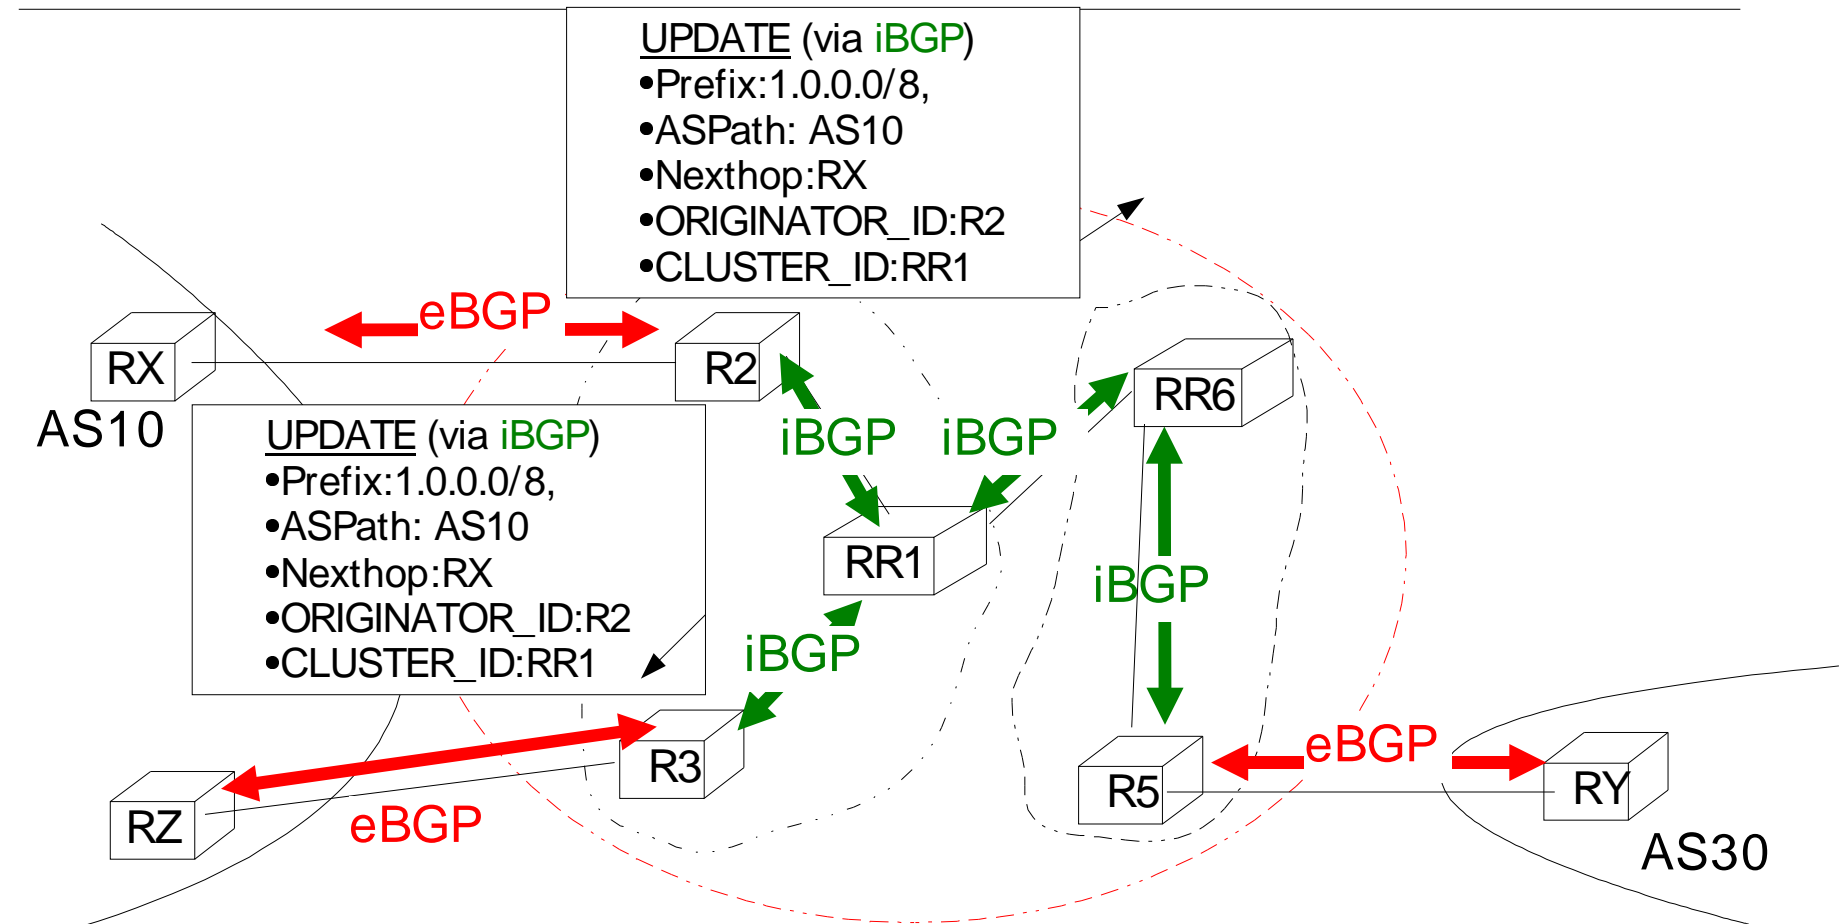 UPDATE (via iBGP)
•Prefix:1.0.0.0/8,
•ASPath: AS10
•Nexthop:RX
•ORIGINATOR_ID:R2
•CLUSTER_ID:RR1
eBGP
RX
R2
RR6
AS10
UPDATE (via iBGP)
•Prefix:1.0.0.0/8,
•ASPath: AS10
•Nexthop:RX
•ORIGINATOR_ID:R2
•CLUSTER_ID:RR1
iBGP
iBGP
RR1
iBGP
iBGP
R3
eBGP
R5
RY
RZ
eBGP
AS30